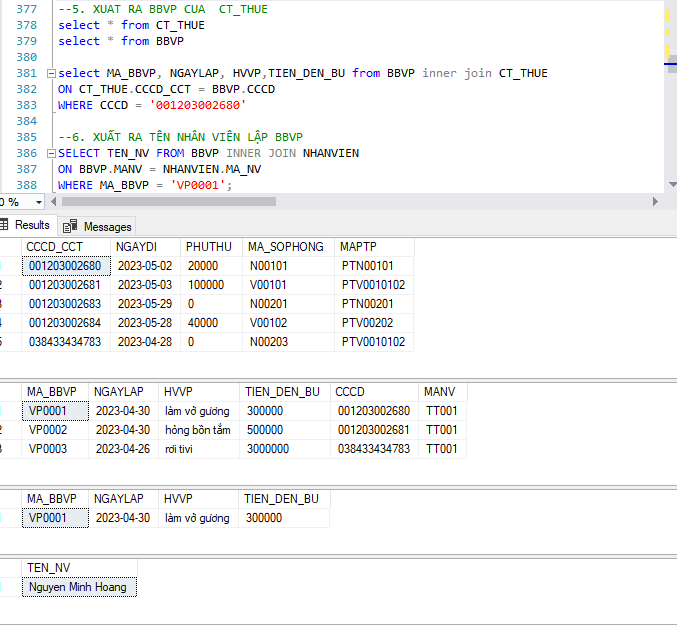 377 --5. XUAT RA BBVP CUA CT_THUE
378 select * from CT_THUE
379 select * from BBVP
380
381 select MA_BBVP, NGAYLAP, HVVP,TIEN_DEN_BU from BBVP inner join CT_THUE
382 ON CT_THUE.CCCD_CCT = BBVP.CCCD
383 WHERE CCCD = '001203002680'
384
385 --6. XUẤT RA TÊN NHÂN VIÊN LẬP BBVP
386 SELECT TEN_NV FROM BBVP INNER JOIN NHANVIEN
387 ON BBVP.MANV = NHANVIEN.MA_NV
388 WHERE MA_BBVP = 'VP0001';
0 %
Results Messages
CCCD_CCT NGAYDI PHUTHU MA_SOPHONG MAPTP
001203002680 2023-05-02 20000 N00101 PTN00101
001203002681 2023-05-03 100000 V00101 PTV0010102
001203002683 2023-05-29 0 N00201 PTN00201
001203002684 2023-05-28 40000 V00102 PTV00202
038433434783 2023-04-28 0 N00203 PTV0010102
MA_BBVP NGAYLAP HVVP TIEN_DEN_BU CCCD MANV
VP0001 2023-04-30 làm vở gương 300000 001203002680 TT001
VP0002 2023-04-30 hỏng bồn tắm 500000 001203002681 TT001
VP0003 2023-04-26 rơi tivi 3000000 038433434783 TT001
MA_BBVP NGAYLAP HVVP TIEN_DEN_BU
VP0001 2023-04-30 làm vở gương 300000
TEN_NV
Nguyen Minh Hoang